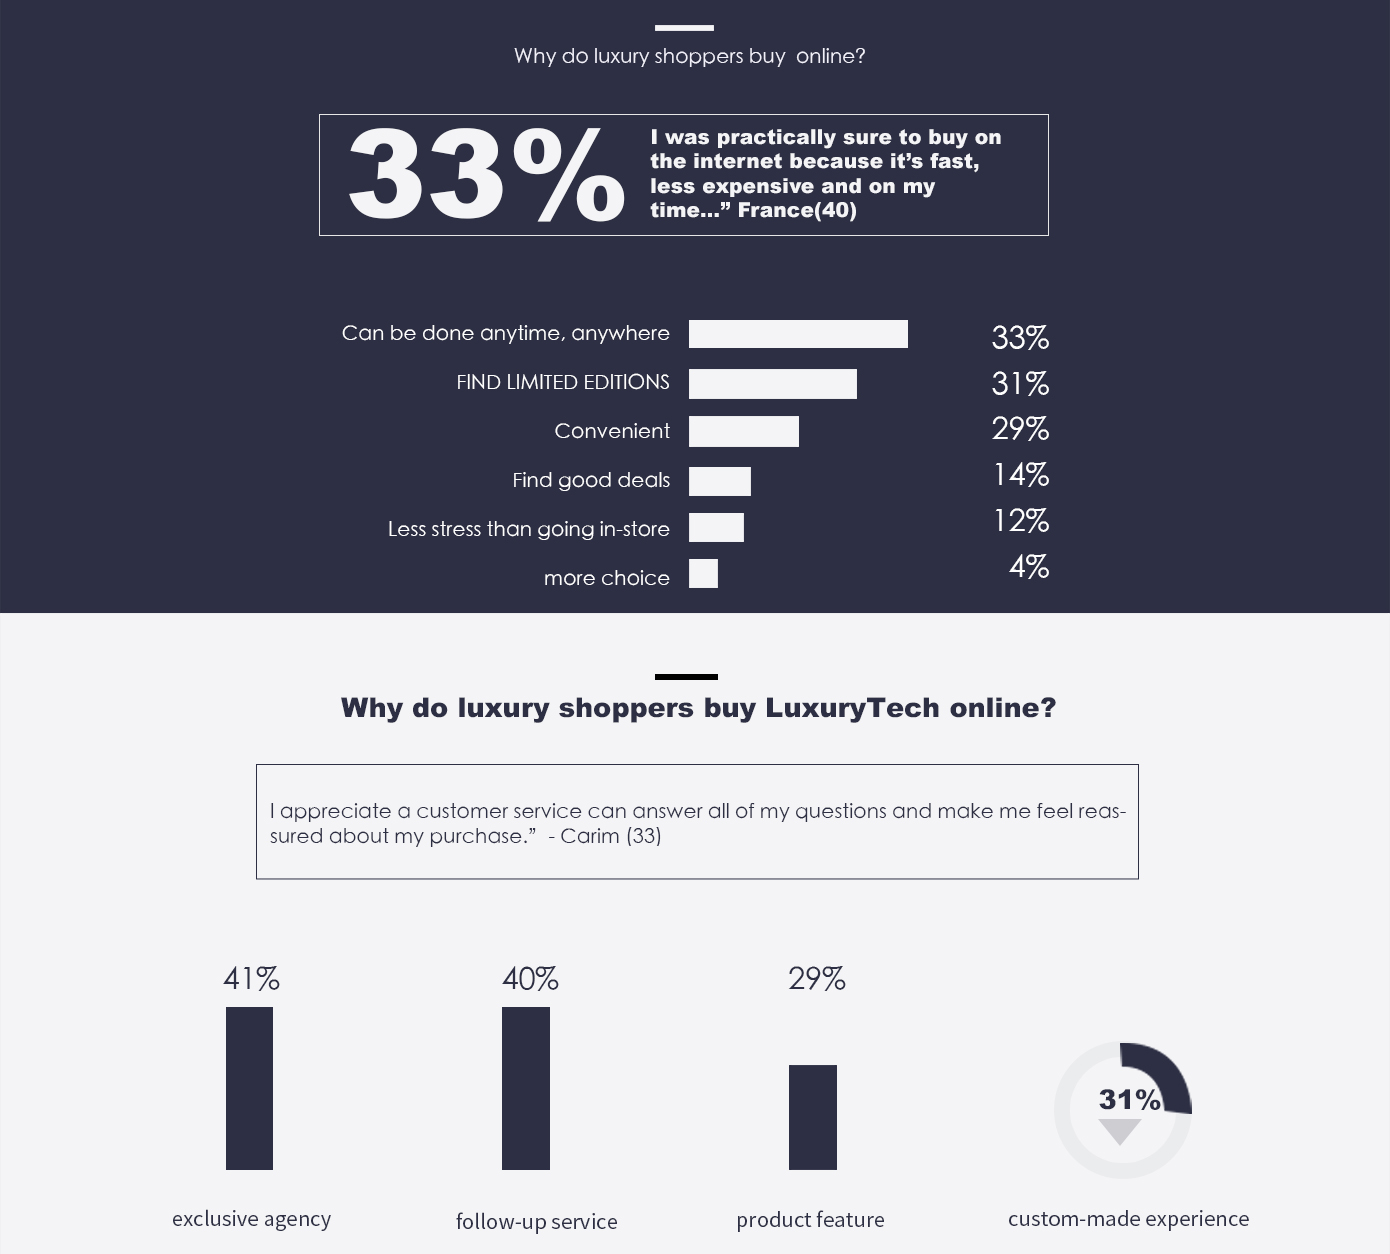 Why do luxury shoppers buy  online?
33%
I was practically sure to buy on
the internet because it’s fast,
less expensive and on my
time...” France(40)
Can be done anytime, anywhere 33%
FIND LIMITED EDITIONS 31%
Convenient 29%
Find good deals 14%
Less stress than going in-store 12%
more choice 4%
Why do luxury shoppers buy LuxuryTech online?
I appreciate a customer service can answer all of my questions and make me feel reas-
sured about my purchase.”  - Carim (33)
41% 40% 29%
31%
exclusive agency follow-up service product feature custom-made experience